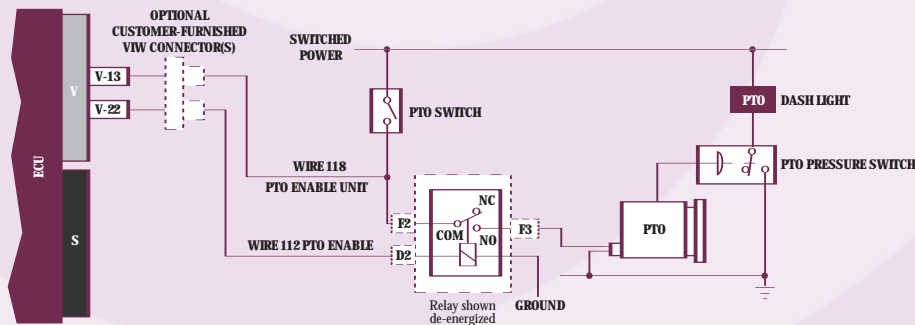 OPTIONAL
CUSTOMER-FURNISHED
VIW CONNECTOR(S)
SWITCHED
POWER
ECU
V
V-13
V-22
S
PTO SWITCH
PTO
DASH LIGHT
PTO PRESSURE SWITCH
WIRE 118
PTO ENABLE UNIT
WIRE 112 PTO ENABLE
F2
D2
NC
COM
NO
F3
PTO
Relay shown
de-energized
GROUND